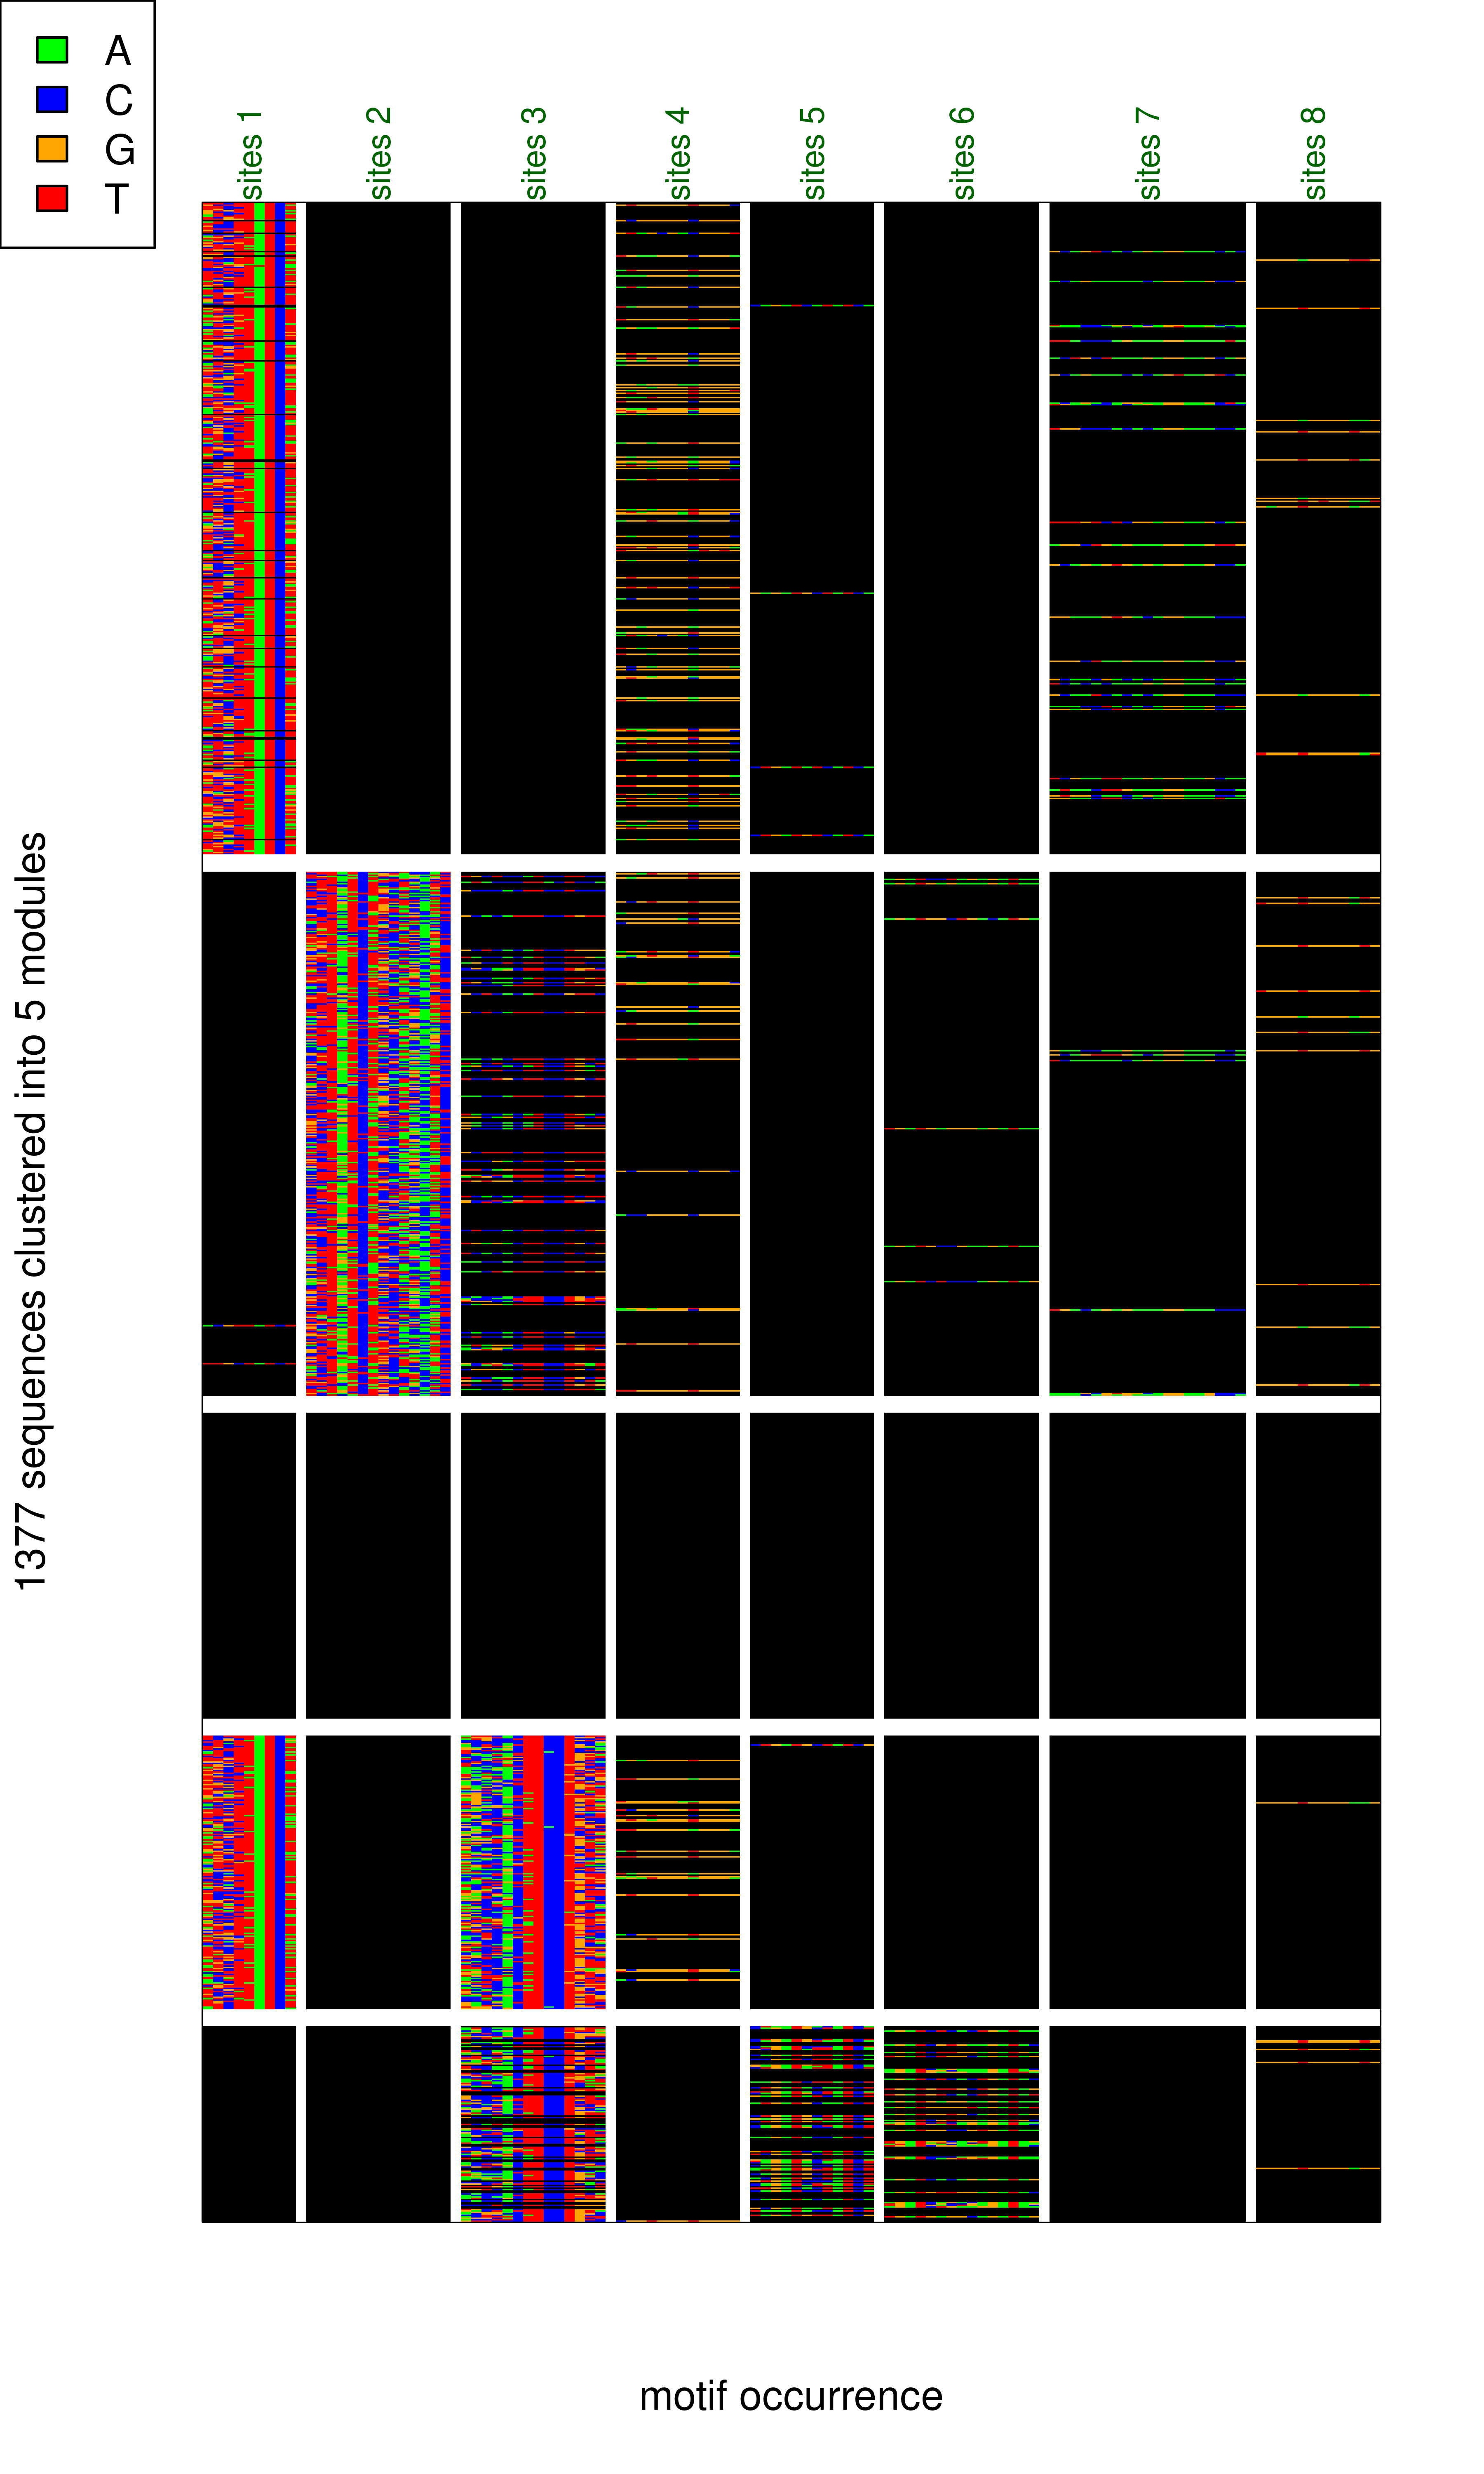 A
C
G
T
sites 1
sites 2
sites 3
sites 4
sites 5
sites 6
sites 7
sites 8
1377 sequences clustered into 5 modules
motif occurrence